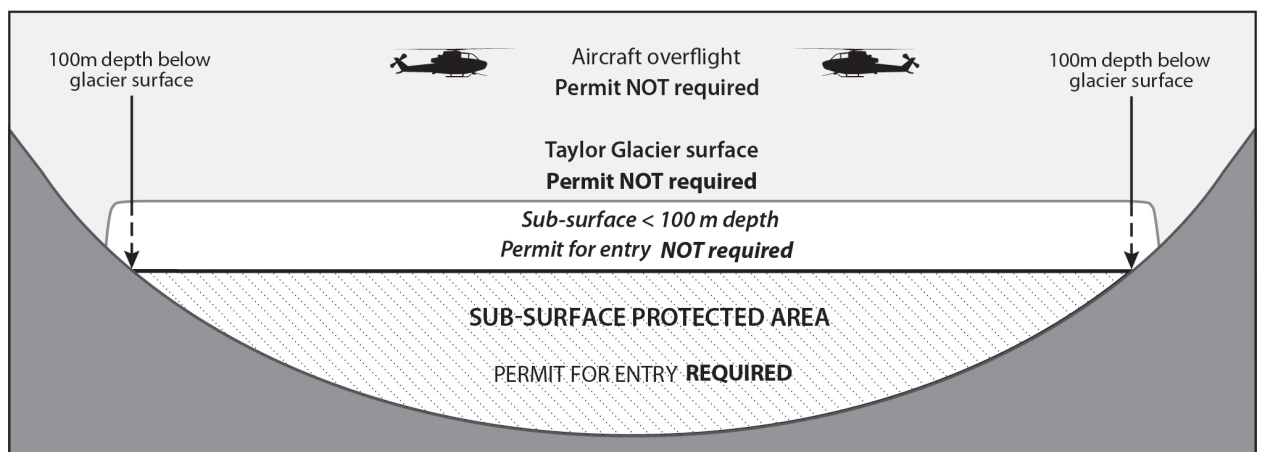 Aircraft overflight
Permit NOT required
100m depth below
glacier surface
100m depth below
glacier surface
Taylor Glacier surface
Permit NOT required
Sub-surface < 100 m depth
Permit for entry NOT required
SUB-SURFACE PROTECTED AREA
PERMIT FOR ENTRY REQUIRED